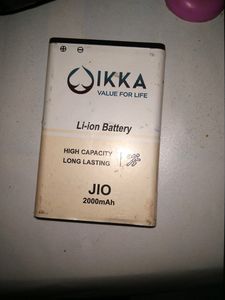 IKKA
VALUE FOR LIFE
Li-ion Battery
HIGH CAPACITY
LONG LASTING
JIO
2000mAh